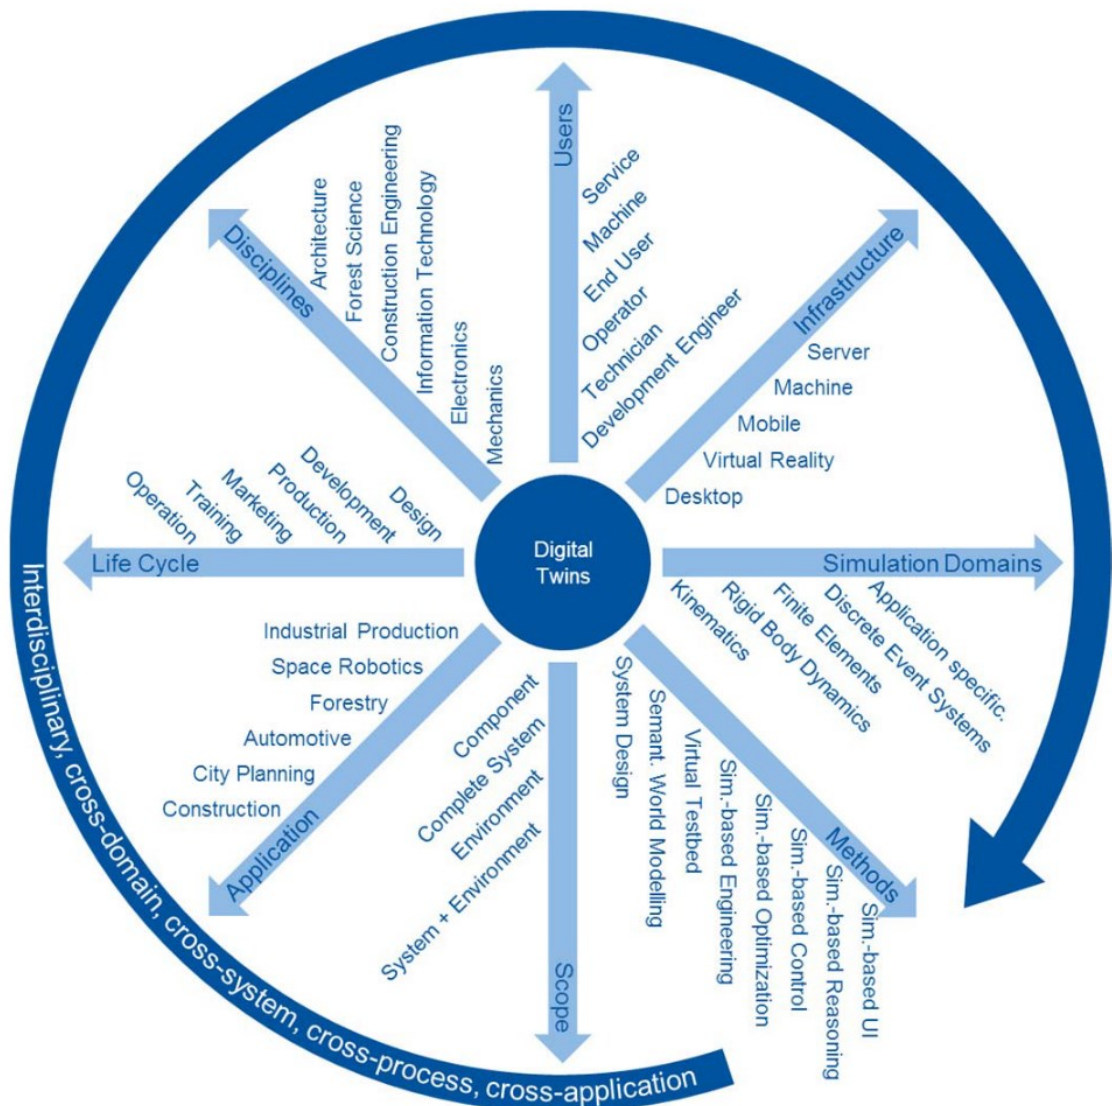 Users
Service
Machine
End User
Operator
Technician
Development Engineer
Infrastructure
Server
Machine
Mobile
Virtual Reality
Desktop
Simulation Domains
Kinematics
Rigid Body Dynamics
Finite Elements
Discrete Event Systems
Application specific.
Methods
System Design
Semant. World Modelling
Virtual Testbed
Sim.-based Engineering
Sim.-based Optimization
Sim.-based Control
Sim.-based Reasoning
Sim.-based UI
Scope
Component
Complete System
Environment
System + Environment
Application
Industrial Production
Space Robotics
Forestry
Automotive
City Planning
Construction
Life Cycle
Operation
Training
Marketing
Production
Development
Design
Disciplines
Architecture
Forest Science
Construction Engineering
Information Technology
Electronics
Mechanics
Digital
Twins
Interdisciplinary, cross-domain, cross-system, cross-process, cross-application